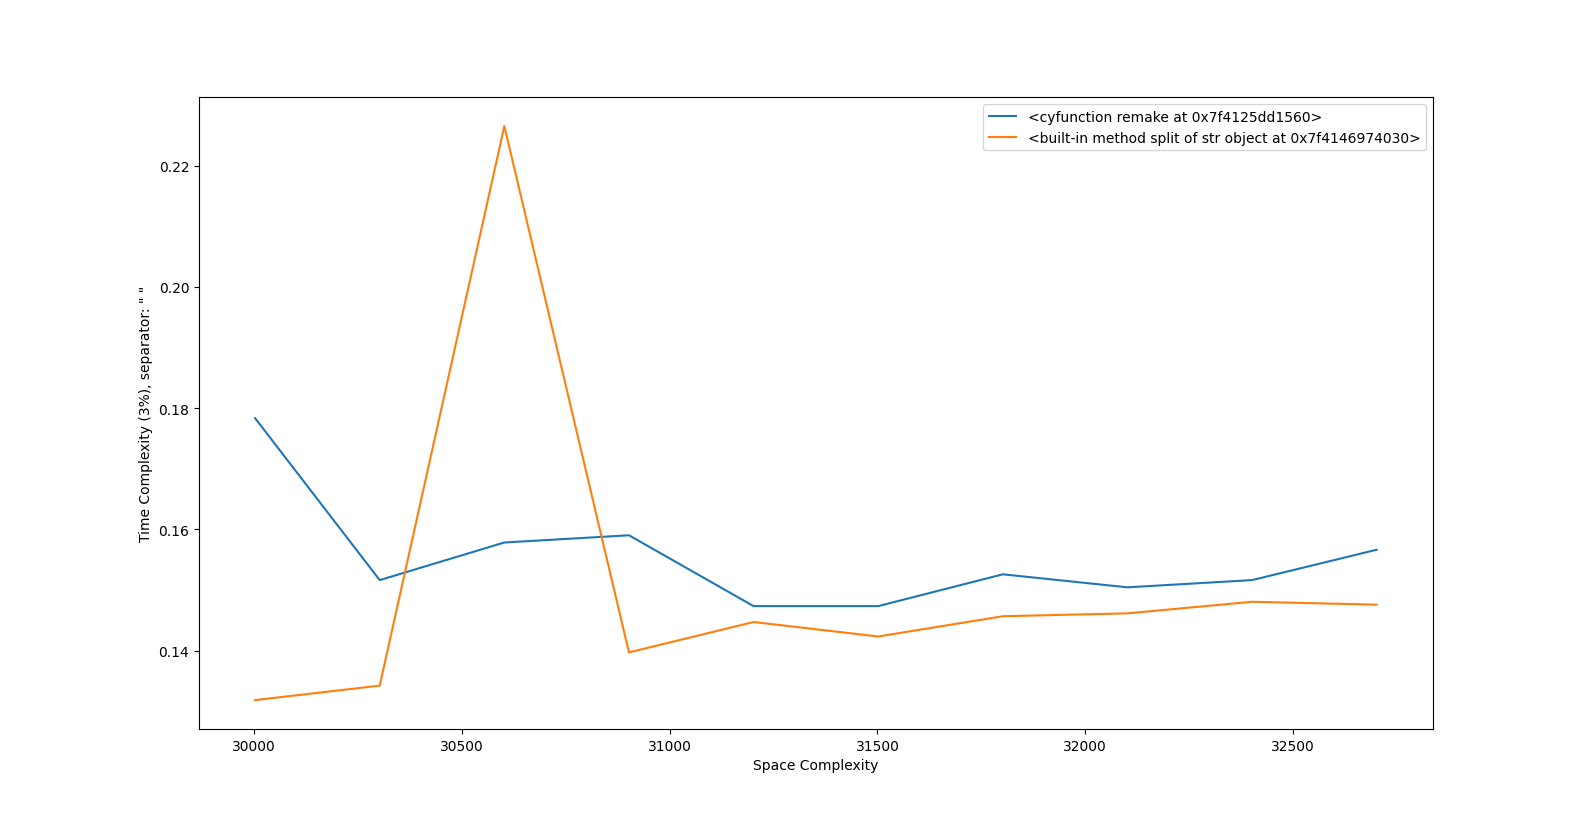 <cyfunction remake at 0x7f4125dd1560>
<built-in method split of str object at 0x7f4146974030>
0.22
0.20
0.18
0.16
0.14
Time Complexity (3%), separator: " "
30000
30500
31000
31500
32000
32500
Space Complexity